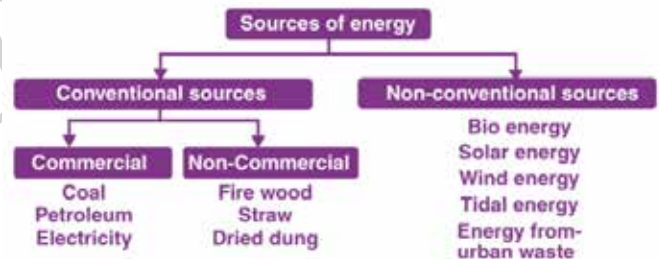 Sources of energy
Conventional sources
Non-conventional sources
Commercial
Non-Commercial
Coal
Petroleum
Electricity
Fire wood
Straw
Dried dung
Bio energy
Solar energy
Wind energy
Tidal energy
Energy from-
urban waste